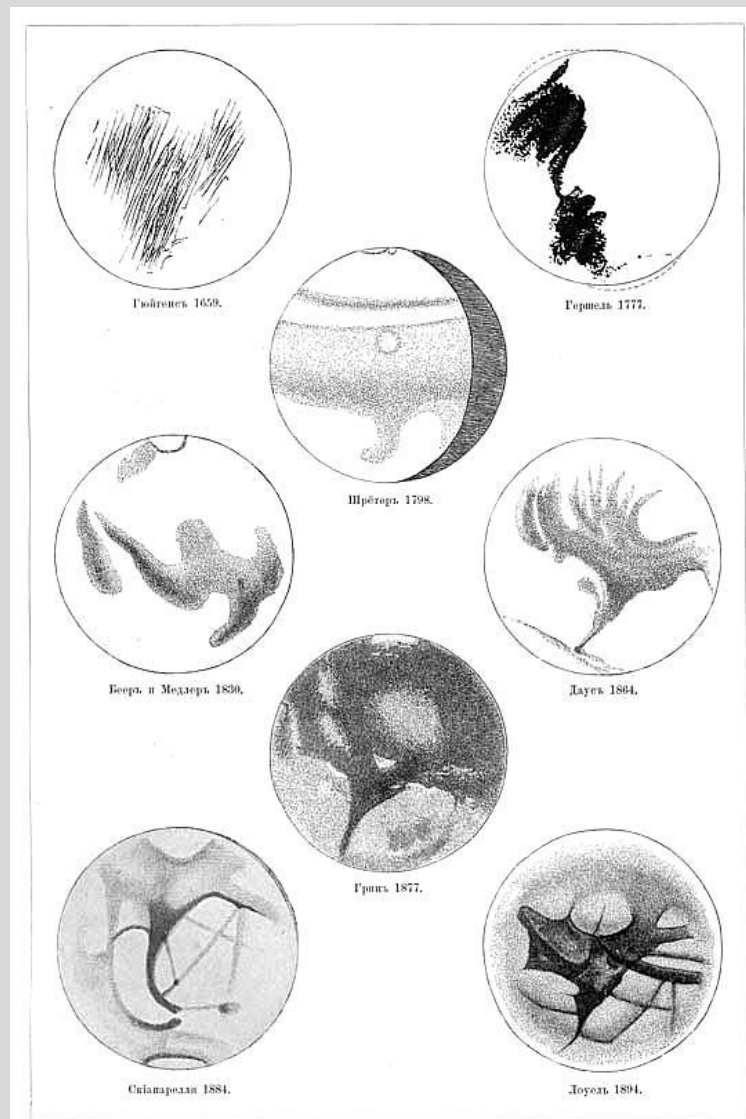 Гюйгенсъ 1659.
Гершель 1777.
Шрётеръ 1798.
Бееръ и Медлеръ 1830.
Даусъ 1864.
Гринъ 1877.
Скіапарелли 1884.
Лоуель 1894.